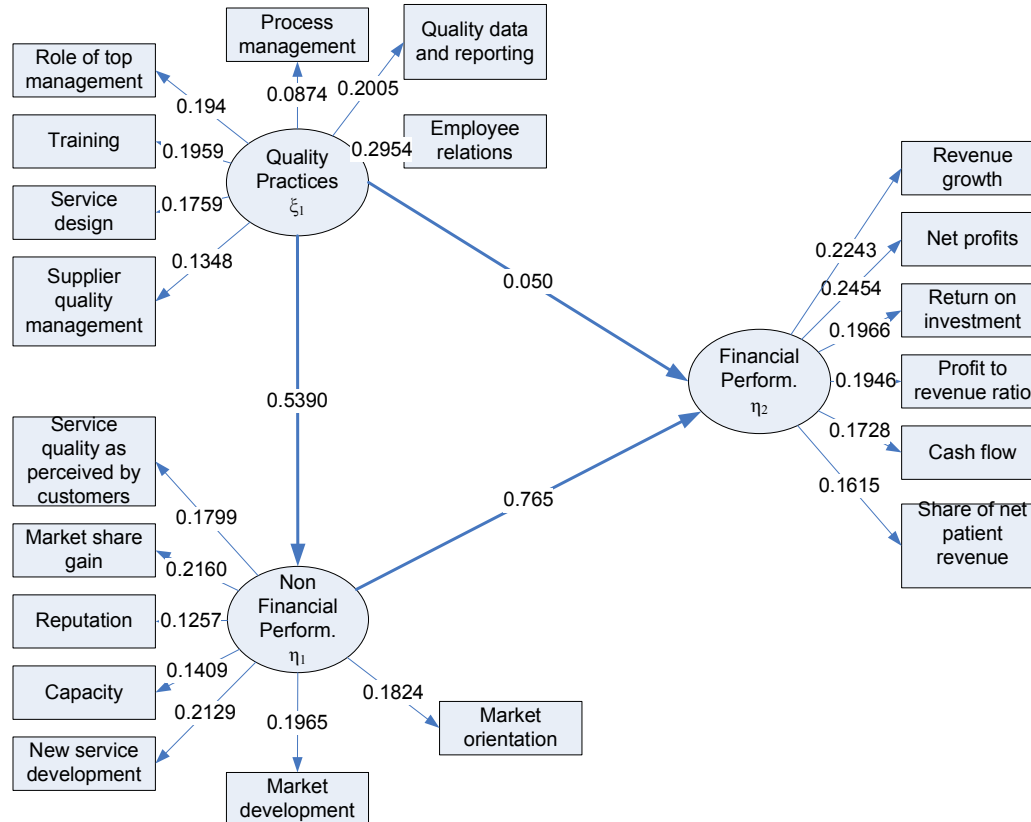 Process
management
Quality data
and reporting
Role of top
management
0.194
0.0874
0.2005
Training
0.1959
0.2954
Employee
relations
Quality
Practices
ξ1
Service
design
0.1759
Supplier
quality
management
0.1348
0.050
Revenue
growth
0.2243
Net profits
0.2454
Return on
investment
0.1966
Financial
Perform.
η2
Profit to
revenue ratio
0.1946
Cash flow
0.1728
Share of net
patient
revenue
0.1615
0.5390
0.765
Service
quality as
perceived by
customers
0.1799
Market share
gain
0.2160
Reputation
0.1257
Non
Financial
Perform.
η1
Capacity
0.1409
New service
development
0.2129
0.1965
Market
development
0.1824
Market
orientation